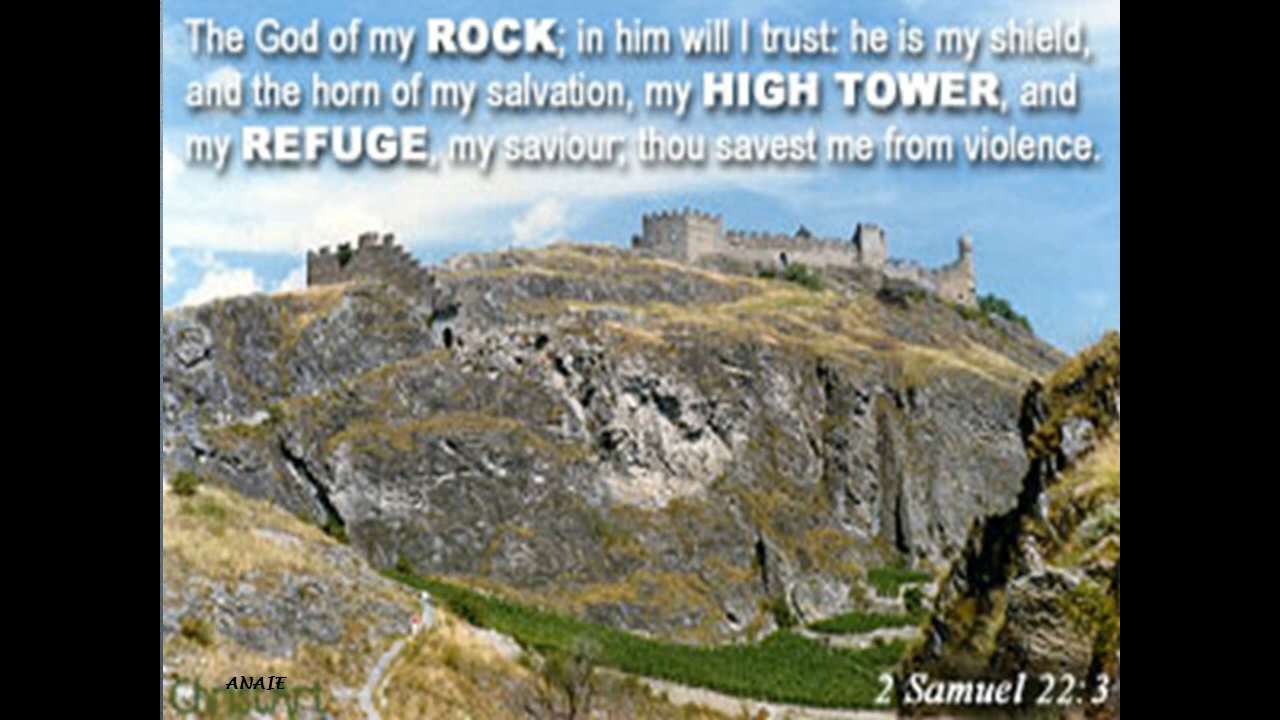 The God of my ROCK; in him will I trust: he is my shield,
and the horn of my salvation, my HIGH TOWER, and
my REFUGE, my saviour; thou savest me from violence.
2 Samuel 22:3
ANAIE
ChristArt